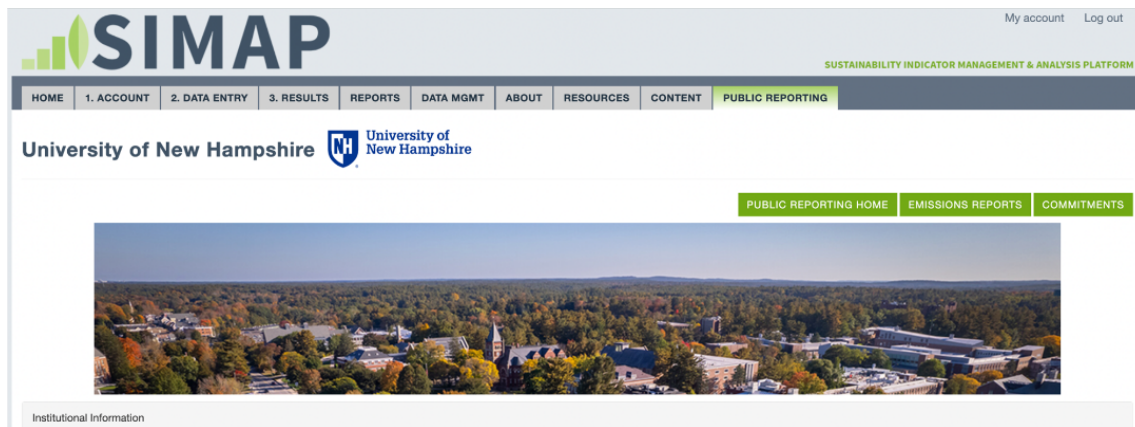 My account Log out
SIMAP
SUSTAINABILITY INDICATOR MANAGEMENT & ANALYSIS PLATFORM
HOME 1. ACCOUNT 2. DATA ENTRY 3. RESULTS REPORTS DATA MGMT ABOUT RESOURCES CONTENT PUBLIC REPORTING
University of New Hampshire
NH
University of
New Hampshire
PUBLIC REPORTING HOME EMISSIONS REPORTS COMMITMENTS
Institutional Information